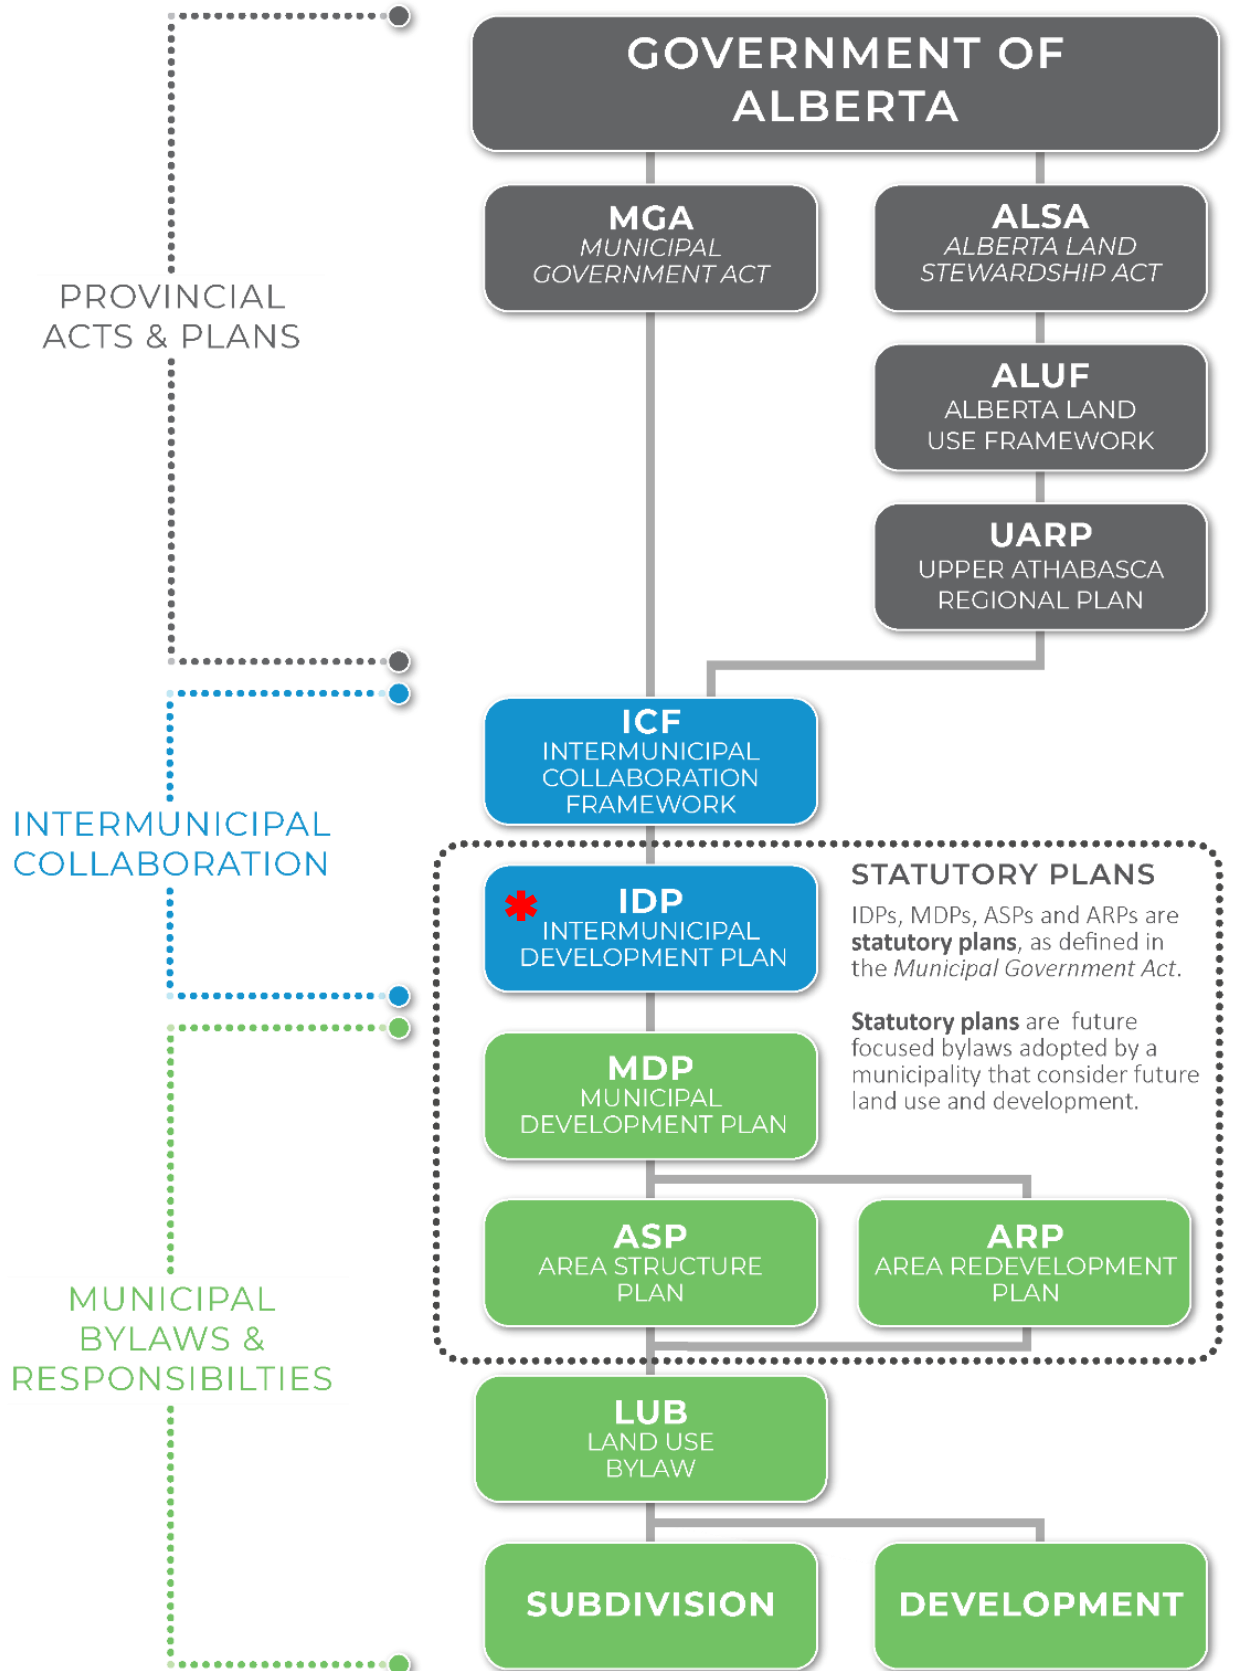 GOVERNMENT OF
ALBERTA
MGA
MUNICIPAL
GOVERNMENT ACT
ALSA
ALBERTA LAND
STEWARDSHIP ACT
PROVINCIAL
ACTS & PLANS
ALUF
ALBERTA LAND
USE FRAMEWORK
UARP
UPPER ATHABASCA
REGIONAL PLAN
ICF
INTERMUNICIPAL
COLLABORATION
FRAMEWORK
INTERMUNICIPAL
COLLABORATION
* IDP
INTERMUNICIPAL
DEVELOPMENT PLAN
STATUTORY PLANS
IDPs, MDPs, ASPs and ARPs are
statutory plans, as defined in
the Municipal Government Act.
Statutory plans are future
focused bylaws adopted by a
municipality that consider future
land use and development.
MDP
MUNICIPAL
DEVELOPMENT PLAN
ASP
AREA STRUCTURE
PLAN
ARP
AREA REDEVELOPMENT
PLAN
MUNICIPAL
BYLAWS &
RESPONSIBILTIES
LUB
LAND USE
BYLAW
SUBDIVISION
DEVELOPMENT